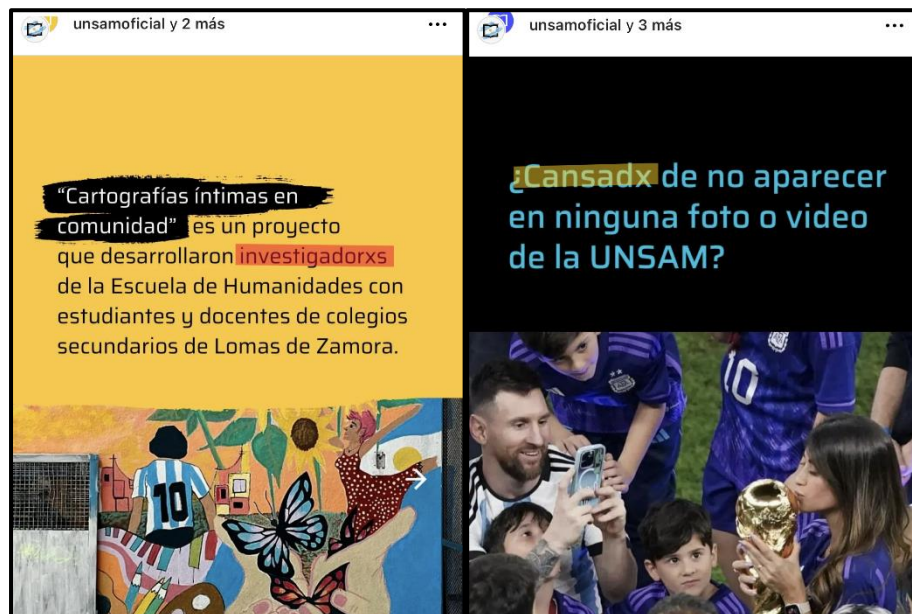 unsamoficial y 2 más
“Cartografías íntimas en
comunidad” es un proyecto
que desarrollaron investigadorxs
de la Escuela de Humanidades con
estudiantes y docentes de colegios
secundarios de Lomas de Zamora.
10
unsamoficial y 3 más
¿Cansadx de no aparecer
en ninguna foto o video
de la UNSAM?
10